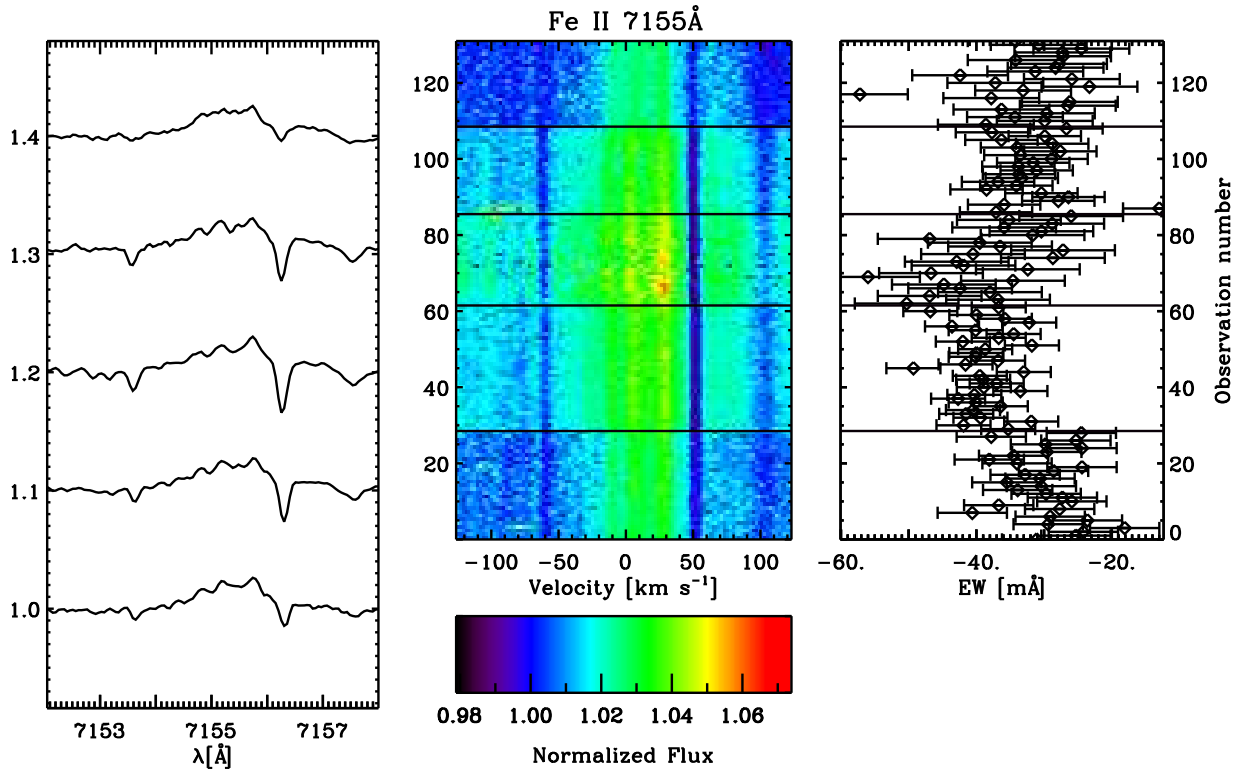 Fe II 7155Å
1.4
1.3
1.2
1.1
1.0
7153 7155 7157
λ[Å]
120
100
80
60
40
20
-100 -50 0 50 100
Velocity [km s⁻¹]
0.98 1.00 1.02 1.04 1.06
Normalized Flux
120
100
80
60
40
20
0
Observation number
-60. -40. -20.
EW [mÅ]